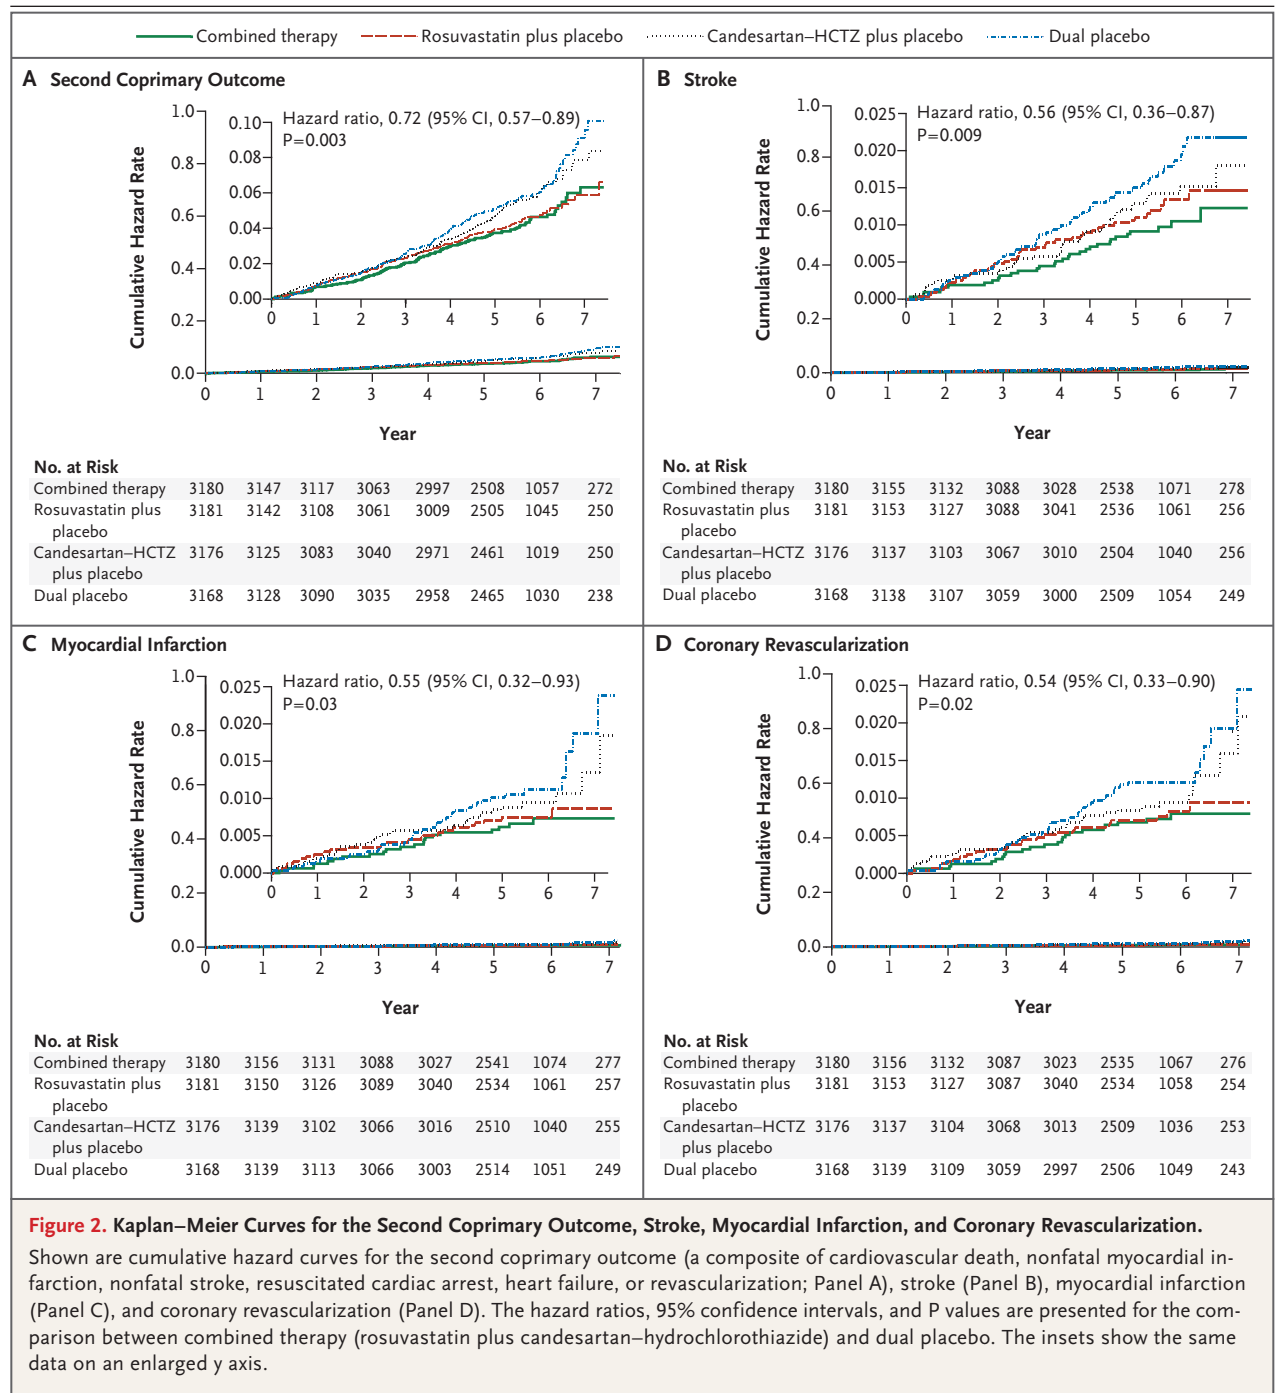 Combined therapy Rosuvastatin plus placebo Candesartan–HCTZ plus placebo Dual placebo
A Second Coprimary Outcome
Cumulative Hazard Rate
1.0
0.8
0.6
0.4
0.2
0.0
0 1 2 3 4 5 6 7
Year
Hazard ratio, 0.72 (95% CI, 0.57–0.89)
P=0.003
0.10
0.08
0.06
0.04
0.02
0.00
0 1 2 3 4 5 6 7
No. at Risk
Combined therapy 3180 3147 3117 3063 2997 2508 1057 272
Rosuvastatin plus 3181 3142 3108 3061 3009 2505 1045 250
placebo
Candesartan–HCTZ 3176 3125 3083 3040 2971 2461 1019 250
plus placebo
Dual placebo 3168 3128 3090 3035 2958 2465 1030 238
B Stroke
Cumulative Hazard Rate
1.0
0.8
0.6
0.4
0.2
0.0
0 1 2 3 4 5 6 7
Year
Hazard ratio, 0.56 (95% CI, 0.36–0.87)
P=0.009
0.025
0.020
0.015
0.010
0.005
0.000
0 1 2 3 4 5 6 7
No. at Risk
Combined therapy 3180 3155 3132 3088 3028 2538 1071 278
Rosuvastatin plus 3181 3153 3127 3088 3041 2536 1061 256
placebo
Candesartan–HCTZ 3176 3137 3103 3067 3010 2504 1040 256
plus placebo
Dual placebo 3168 3138 3107 3059 3000 2509 1054 249
C Myocardial Infarction
Cumulative Hazard Rate
1.0
0.8
0.6
0.4
0.2
0.0
0 1 2 3 4 5 6 7
Year
Hazard ratio, 0.55 (95% CI, 0.32–0.93)
P=0.03
0.025
0.020
0.015
0.010
0.005
0.000
0 1 2 3 4 5 6 7
No. at Risk
Combined therapy 3180 3156 3131 3088 3027 2541 1074 277
Rosuvastatin plus 3181 3150 3126 3089 3040 2534 1061 257
placebo
Candesartan–HCTZ 3176 3139 3102 3066 3016 2510 1040 255
plus placebo
Dual placebo 3168 3139 3113 3066 3003 2514 1051 249
D Coronary Revascularization
Cumulative Hazard Rate
1.0
0.8
0.6
0.4
0.2
0.0
0 1 2 3 4 5 6 7
Year
Hazard ratio, 0.54 (95% CI, 0.33–0.90)
P=0.02
0.025
0.020
0.015
0.010
0.005
0.000
0 1 2 3 4 5 6 7
No. at Risk
Combined therapy 3180 3156 3132 3087 3023 2535 1067 276
Rosuvastatin plus 3181 3153 3127 3087 3040 2534 1058 254
placebo
Candesartan–HCTZ 3176 3137 3104 3068 3013 2509 1036 253
plus placebo
Dual placebo 3168 3139 3109 3059 2997 2506 1049 243
Figure 2. Kaplan–Meier Curves for the Second Coprimary Outcome, Stroke, Myocardial Infarction, and Coronary Revascularization.
Shown are cumulative hazard curves for the second coprimary outcome (a composite of cardiovascular death, nonfatal myocardial in-
farction, nonfatal stroke, resuscitated cardiac arrest, heart failure, or revascularization; Panel A), stroke (Panel B), myocardial infarction
(Panel C), and coronary revascularization (Panel D). The hazard ratios, 95% confidence intervals, and P values are presented for the com-
parison between combined therapy (rosuvastatin plus candesartan–hydrochlorothiazide) and dual placebo. The insets show the same
data on an enlarged y axis.